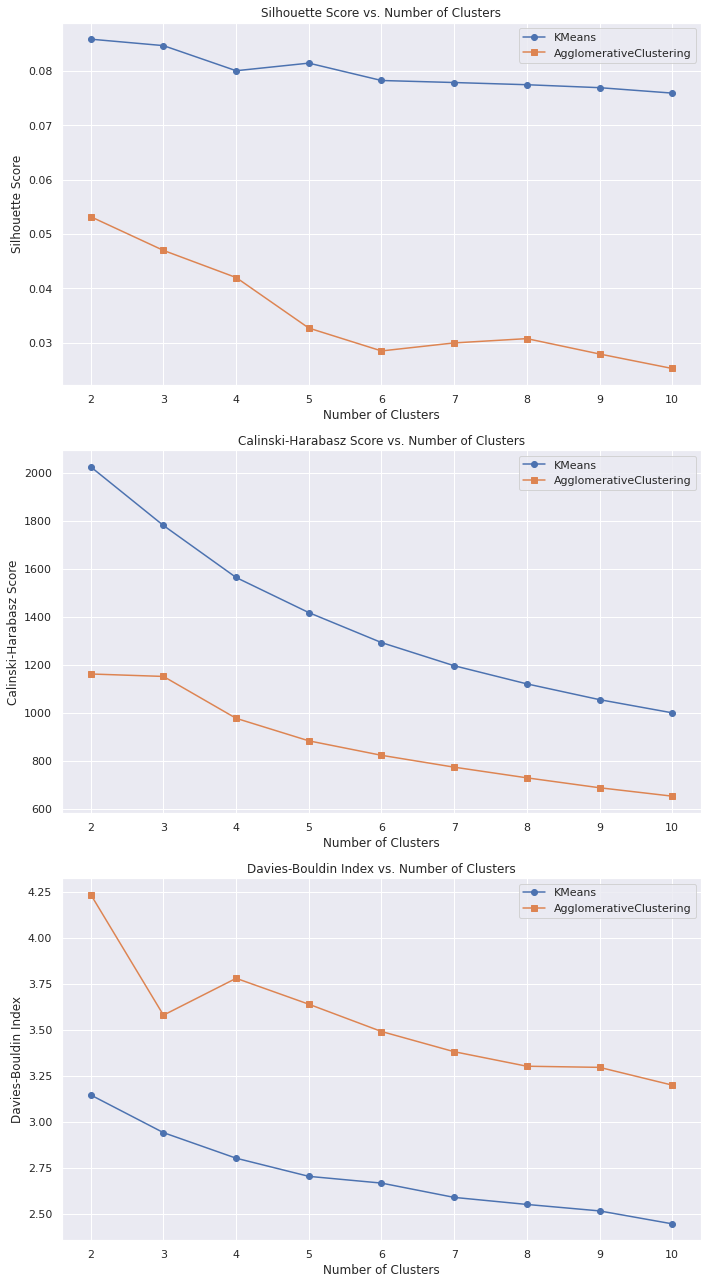 Silhouette Score vs. Number of Clusters
KMeans
AgglomerativeClustering
Silhouette Score
0.08
0.07
0.06
0.05
0.04
0.03
2 3 4 5 6 7 8 9 10
Number of Clusters
Calinski-Harabasz Score vs. Number of Clusters
KMeans
AgglomerativeClustering
Calinski-Harabasz Score
2000
1800
1600
1400
1200
1000
800
600
2 3 4 5 6 7 8 9 10
Number of Clusters
Davies-Bouldin Index vs. Number of Clusters
KMeans
AgglomerativeClustering
Davies-Bouldin Index
4.25
4.00
3.75
3.50
3.25
3.00
2.75
2.50
2 3 4 5 6 7 8 9 10
Number of Clusters